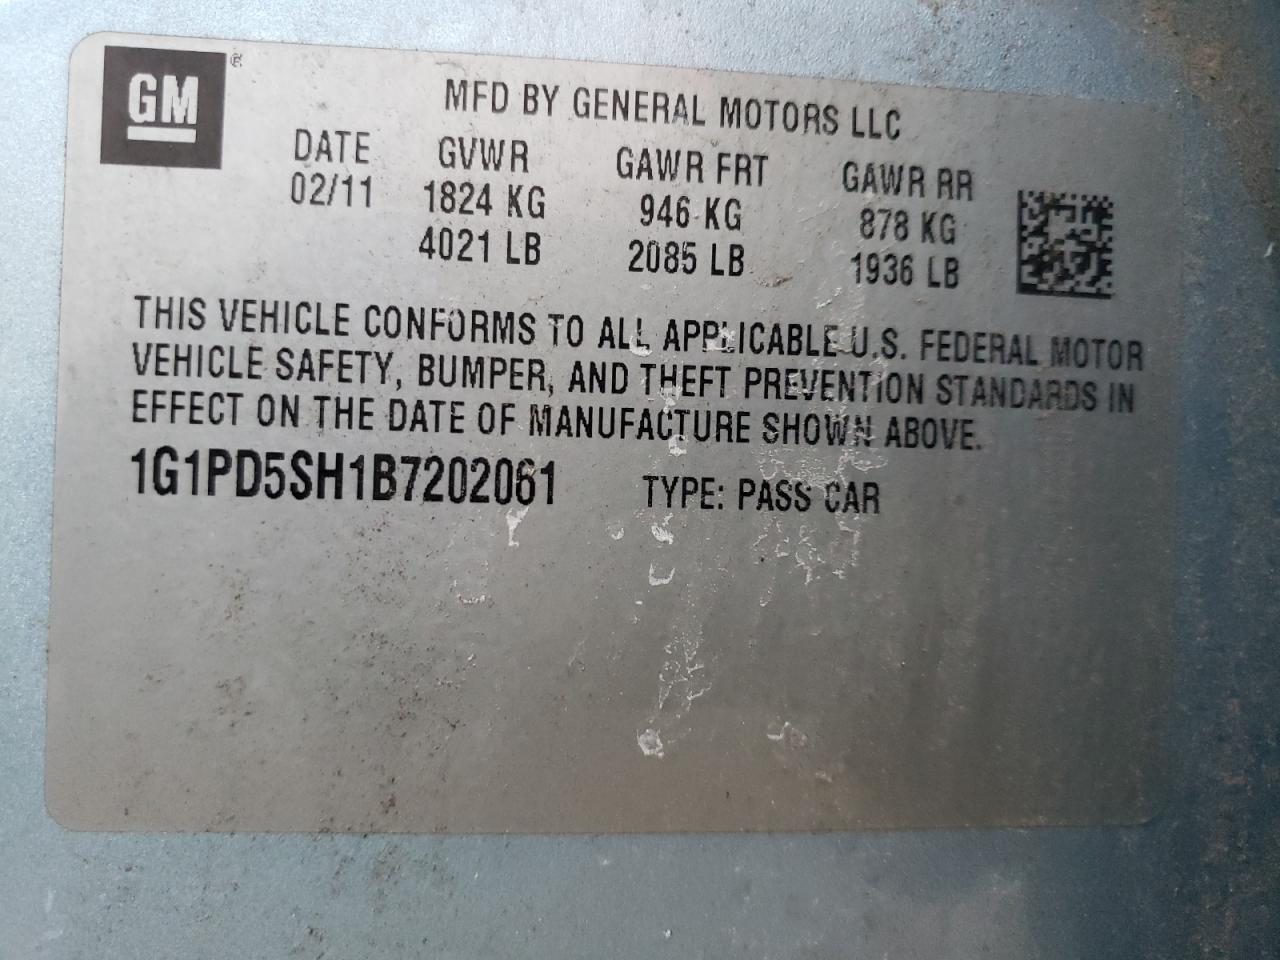 GM ®
MFD BY GENERAL MOTORS LLC
DATE GVWR GAWR FRT GAWR RR
02/11 1824 KG 946 KG 878 KG
4021 LB 2085 LB 1936 LB
THIS VEHICLE CONFORMS TO ALL APPLICABLE U.S. FEDERAL MOTOR
VEHICLE SAFETY, BUMPER, AND THEFT PREVENTION STANDARDS IN
EFFECT ON THE DATE OF MANUFACTURE SHOWN ABOVE.
1G1PD5SH1B7202061 TYPE: PASS CAR